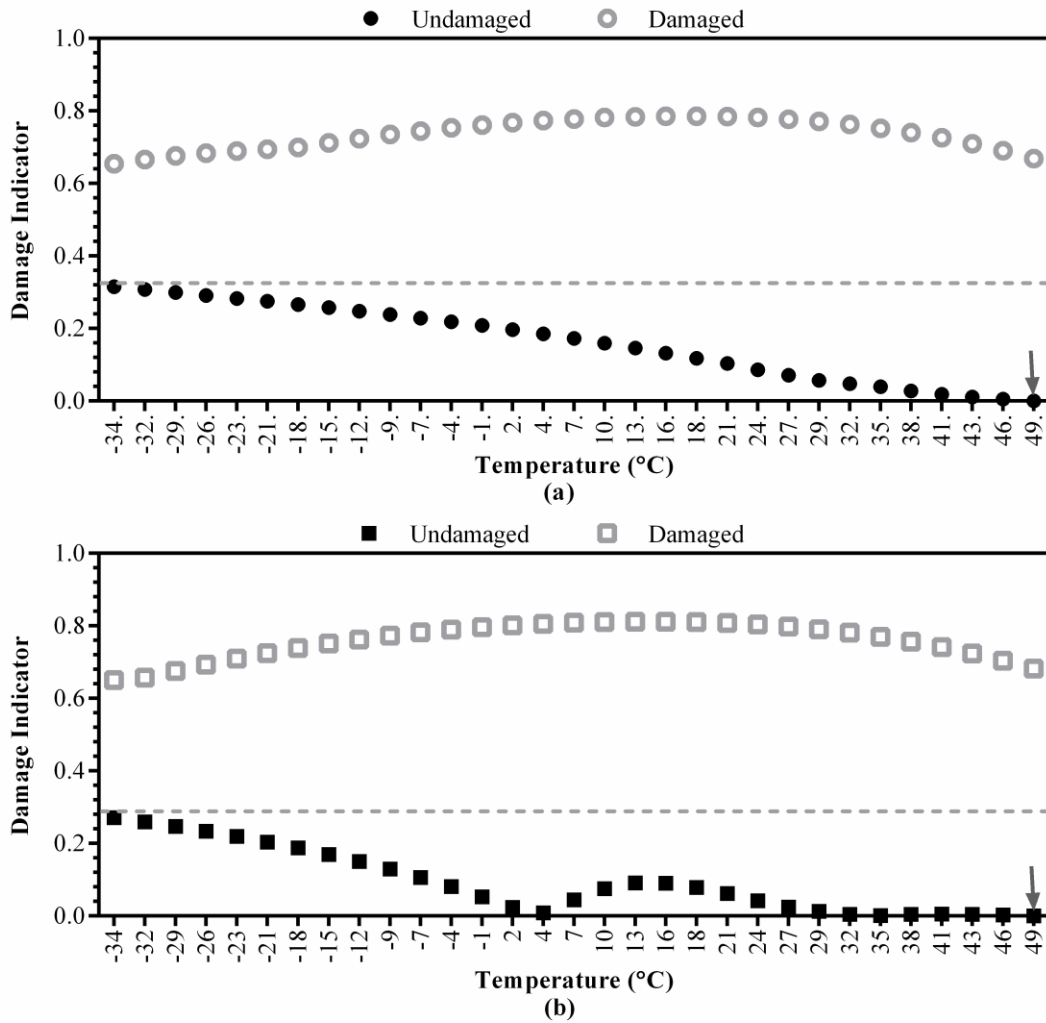 Undamaged Damaged
1.0
0.8
0.6
0.4
0.2
0.0
Damage Indicator
-34. -32. -29. -26. -23. -21. -18. -15. -12. -9. -7. -4. -1. 2. 4. 7. 10. 13. 16. 18. 21. 24. 27. 29. 32. 35. 38. 41. 43. 46. 49.
Temperature (°C)
(a)
Undamaged Damaged
1.0
0.8
0.6
0.4
0.2
0.0
Damage Indicator
-34 -32 -29 -26 -23 -21 -18 -15 -12 -9 -7 -4 -1 2 4 7 10 13 16 18 21 24 27 29 32 35 38 41 43 46 49
Temperature (°C)
(b)